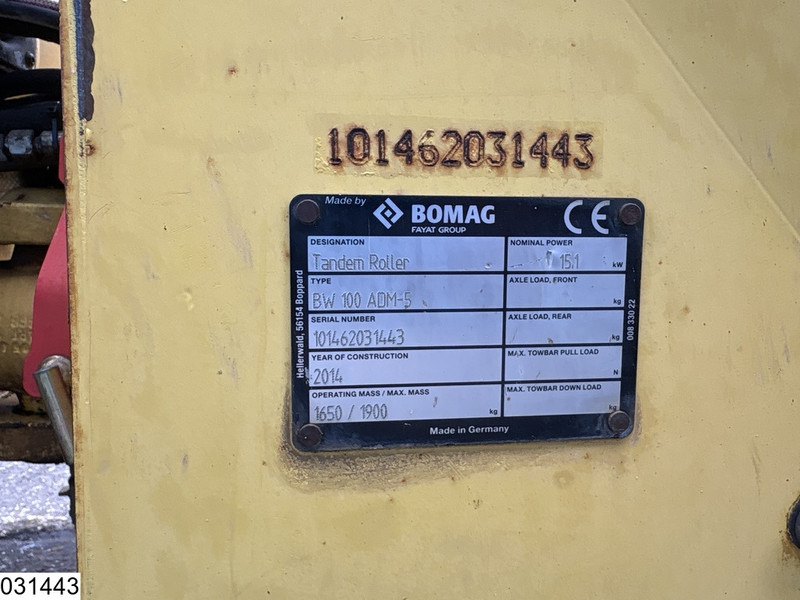 101462031443
Made by
BOMAG
FAYAT GROUP
CE
DESIGNATION
Tandem Roller
NOMINAL POWER
15.1 kW
TYPE
BW 100 ADM-5
AXLE LOAD, FRONT
kg
SERIAL NUMBER
101462031443
AXLE LOAD, REAR
kg
YEAR OF CONSTRUCTION
2014
MAX. TOWBAR PULL LOAD
N
OPERATING MASS / MAX. MASS
1650 / 1900 kg
MAX. TOWBAR DOWN LOAD
kg
Made in Germany
Hellerwald, 56154 Boppard
008 330 22
031443